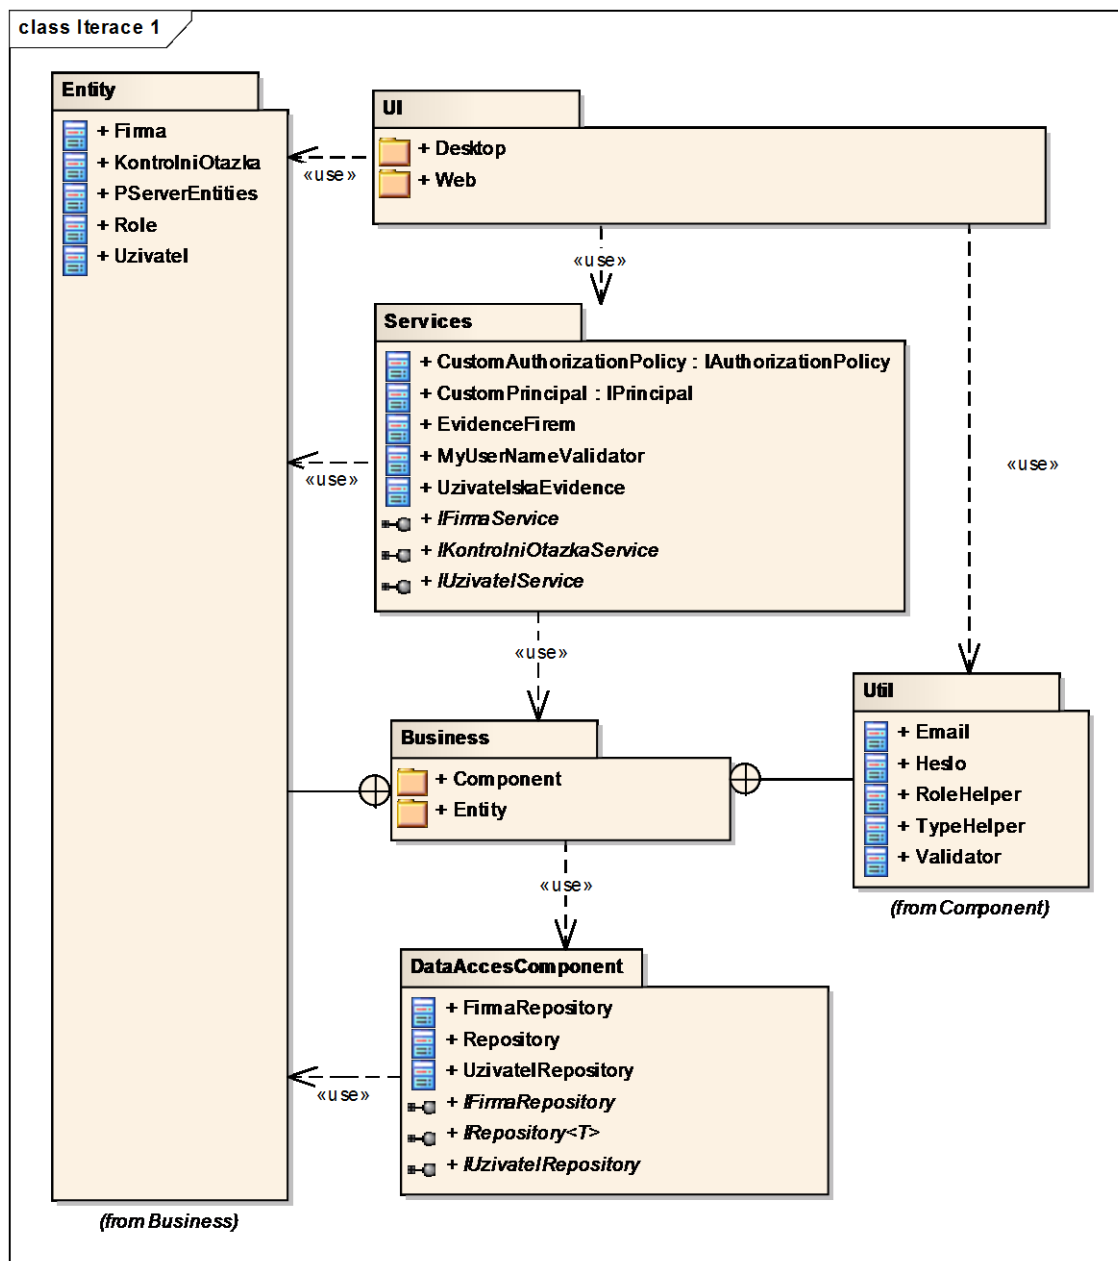 class Iterace 1
Entity
+ Firma
+ KontrolniOtazka
+ PServerEntities
+ Role
+ Uzivatel
(from Business)
UI
+ Desktop
+ Web
«use»
«use»
«use»
Services
+ CustomAuthorizationPolicy : IAuthorizationPolicy
+ CustomPrincipal : IPrincipal
+ EvidenceFirem
+ MyUserNameValidator
+ UzivatelskaEvidence
+ IFirmaService
+ IKontrolniOtazkaService
+ IUzivatelService
«use»
«use»
Business
+ Component
+ Entity
«use»
Util
+ Email
+ Heslo
+ RoleHelper
+ TypeHelper
+ Validator
(from Component)
DataAccesComponent
+ FirmaRepository
+ Repository
+ UzivatelRepository
+ IFirmaRepository
+ IRepository<T>
+ IUzivatelRepository
«use»